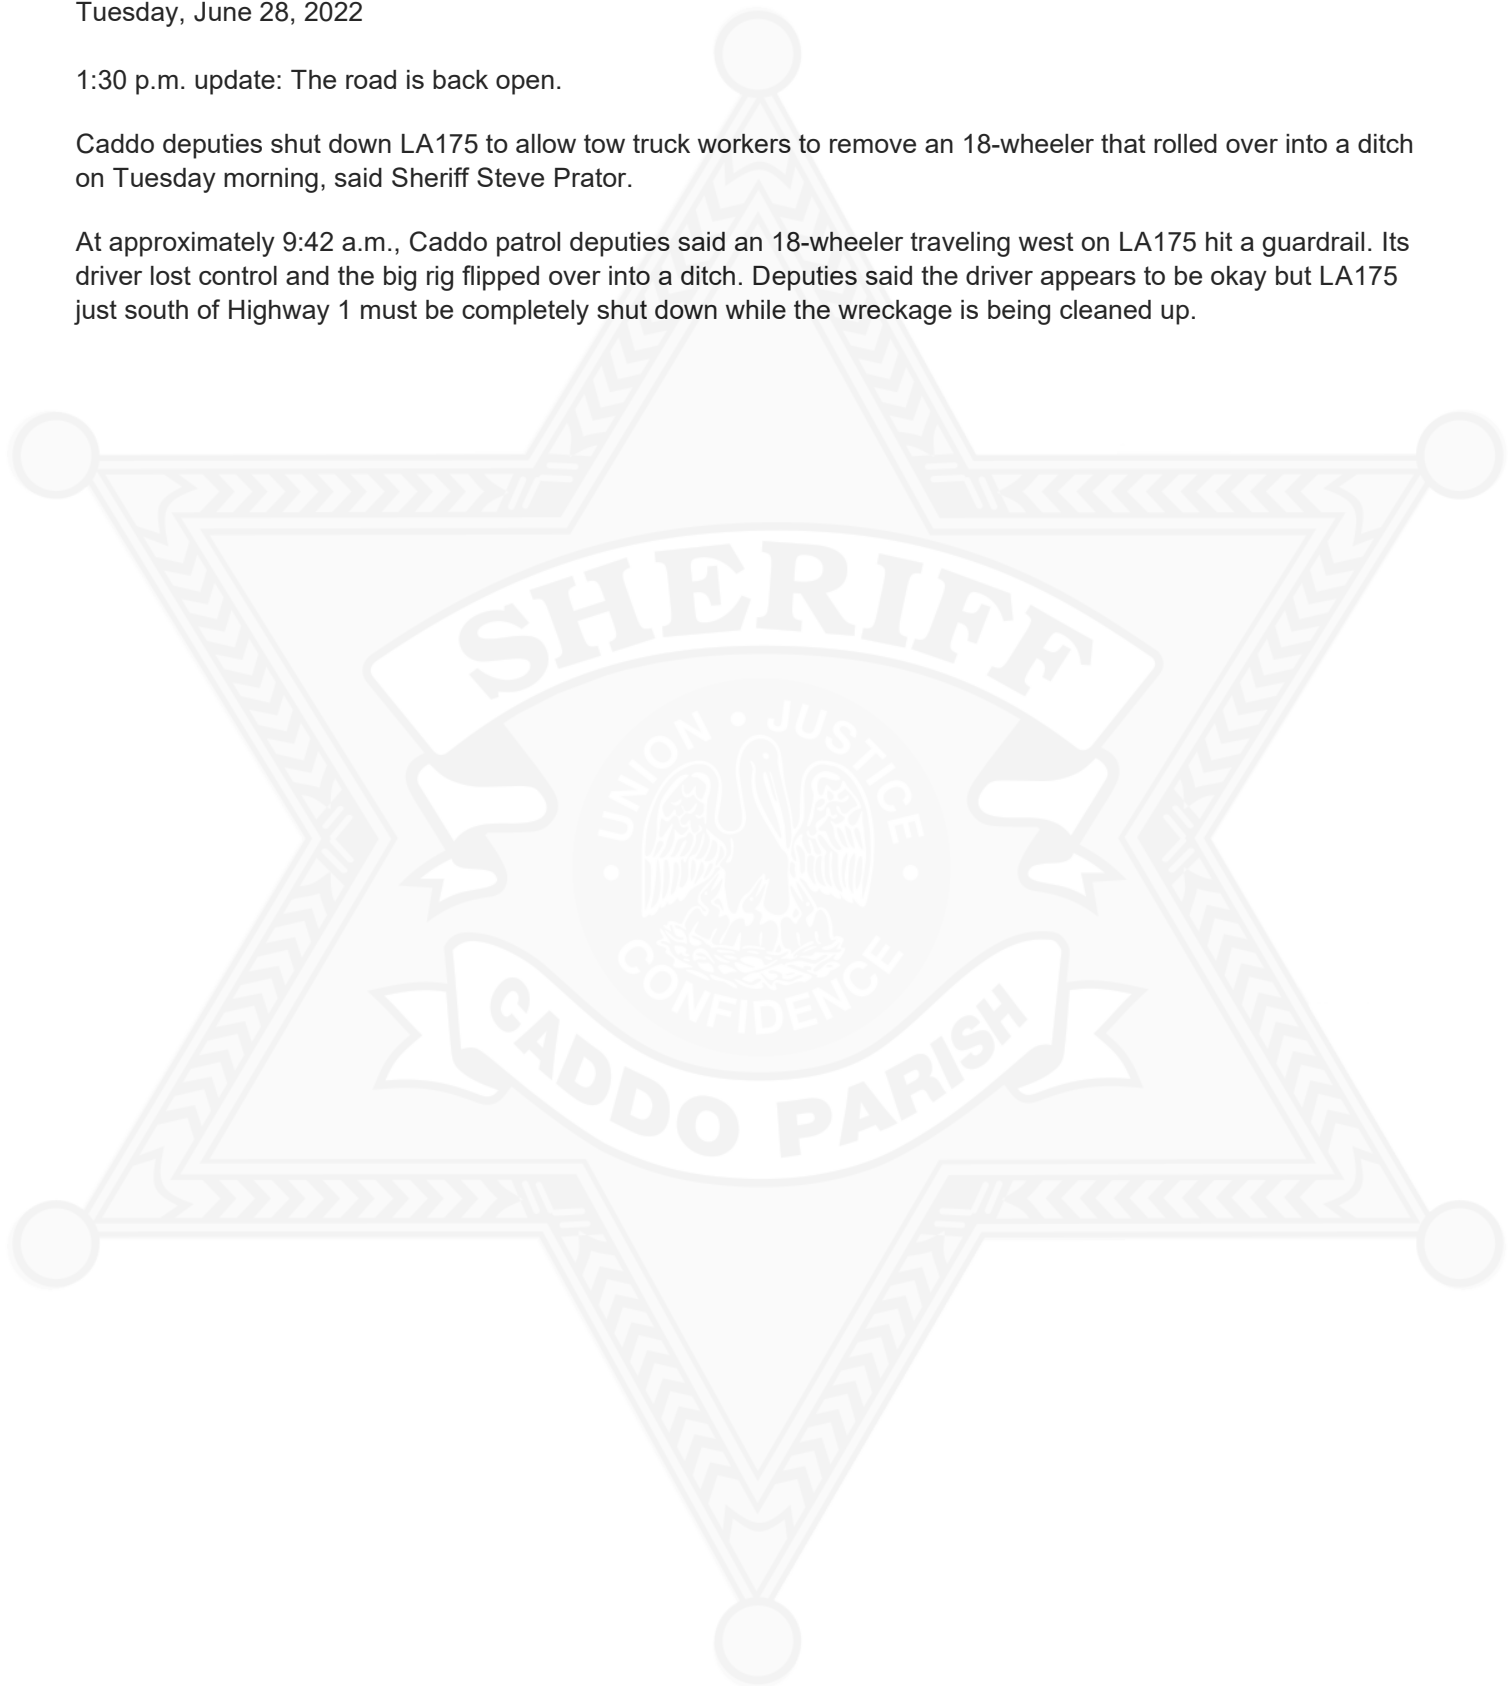 Tuesday, June 28, 2022
1:30 p.m. update: The road is back open.
Caddo deputies shut down LA175 to allow tow truck workers to remove an 18-wheeler that rolled over into a ditch
on Tuesday morning, said Sheriff Steve Prator.
At approximately 9:42 a.m., Caddo patrol deputies said an 18-wheeler traveling west on LA175 hit a guardrail. Its
driver lost control and the big rig flipped over into a ditch. Deputies said the driver appears to be okay but LA175
just south of Highway 1 must be completely shut down while the wreckage is being cleaned up.
SHERIFF
UNION • JUSTICE
• CONFIDENCE •
CADDO PARISH